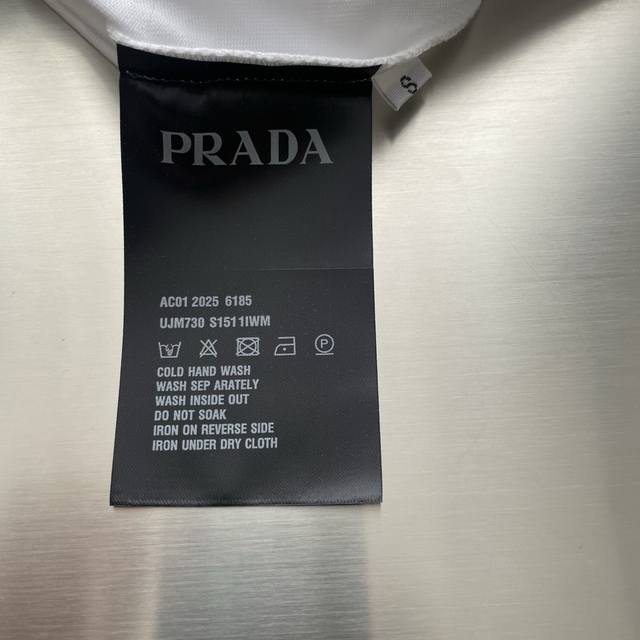 S
PRADA
AC01 2025 6185
UJM730 S1511IWM
P
COLD HAND WASH
WASH SEP ARATELY
WASH INSIDE OUT
DO NOT SOAK
IRON ON REVERSE SIDE
IRON UNDER DRY CLOTH